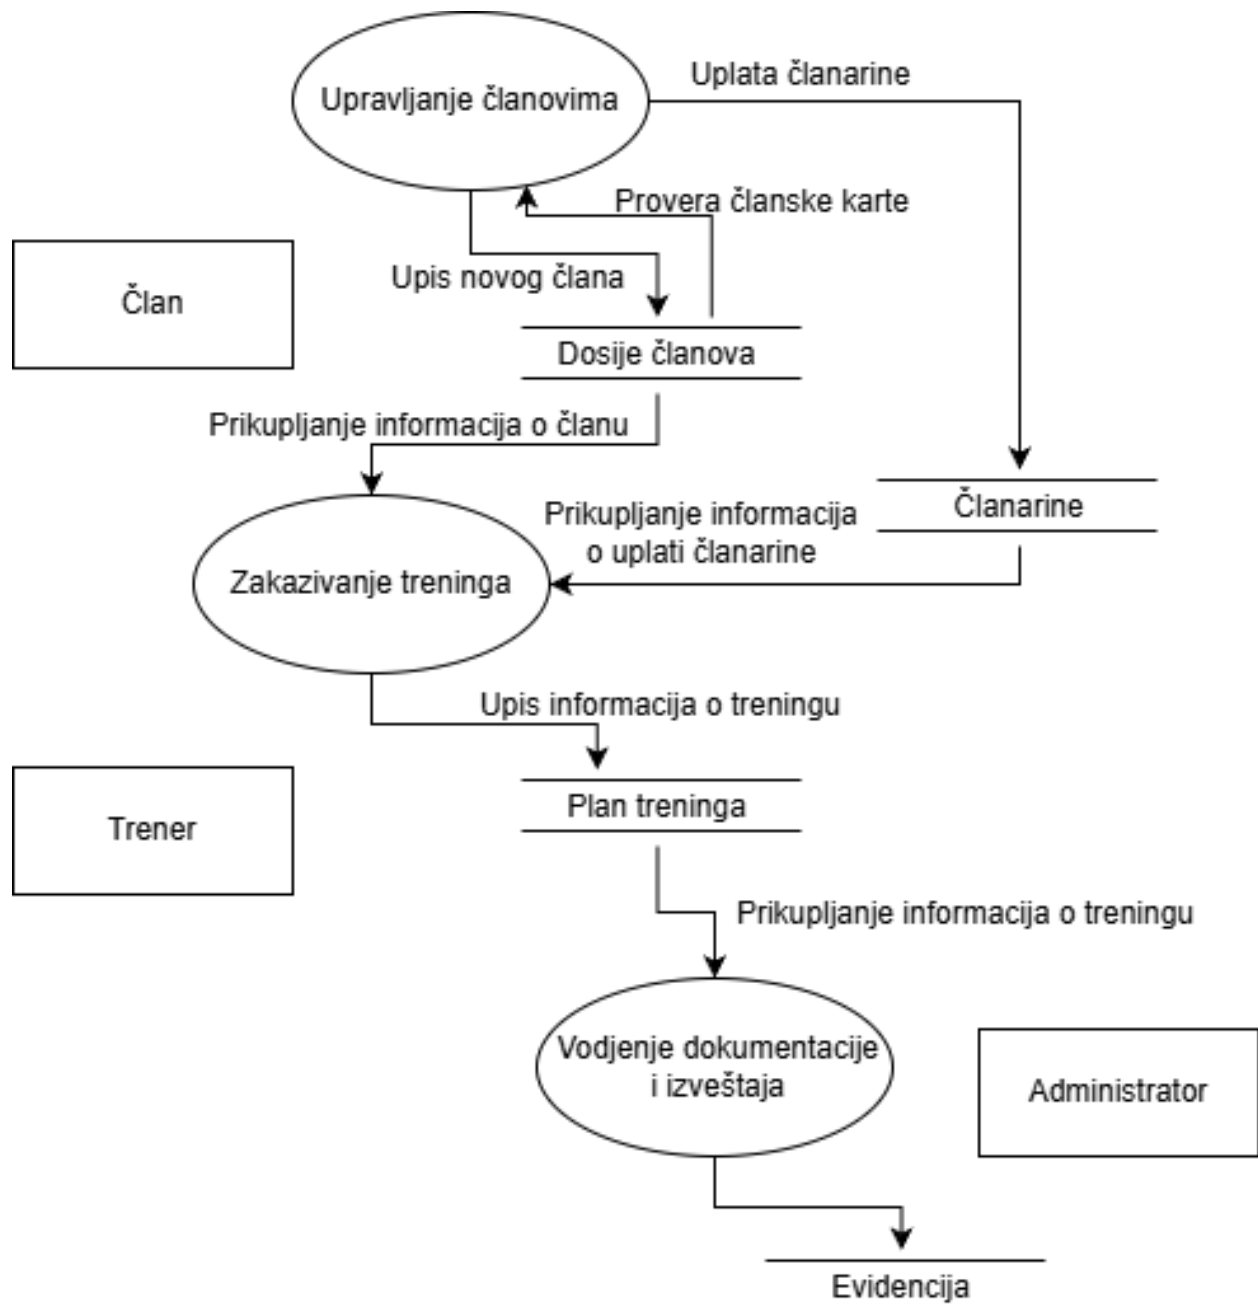 Uplata članarine
Upravljanje članovima
Provera članske karte
Upis novog člana
Član
Dosije članova
Prikupljanje informacija o članu
Članarine
Prikupljanje informacija
o uplati članarine
Zakazivanje treninga
Upis informacija o treningu
Plan treninga
Trener
Prikupljanje informacija o treningu
Vodjenje dokumentacije
i izveštaja
Administrator
Evidencija